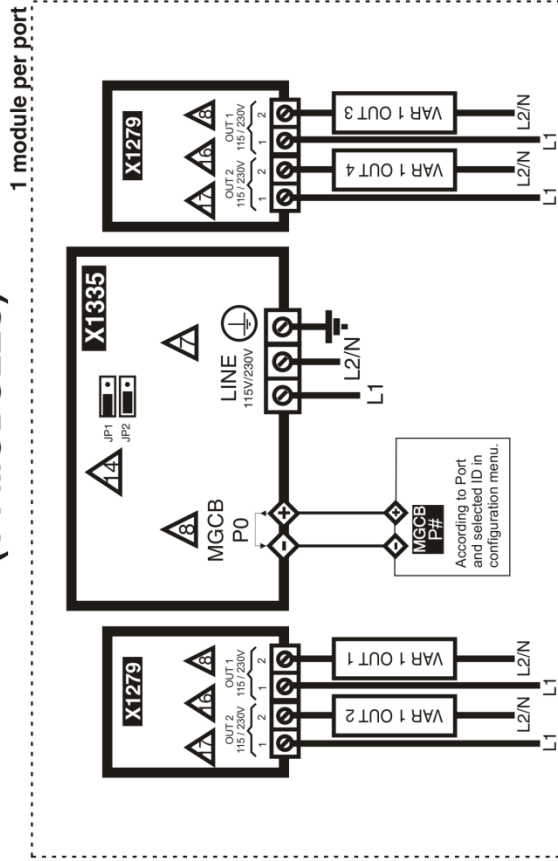 1 module per port
X1279
17
16
8
OUT 2
115 / 230V
OUT 1
115 / 230V
1
2
1
2
VAR 1 OUT 2
VAR 1 OUT 1
L1
L2/N
L1
L2/N
X1335
14
JP1
JP2
8
7
MGCB
P0
-
+
LINE
115V/230V
L1
L2/N
-
+
MGCB
P#
According to Port
and selected ID in
configuration menu.
X1279
17
16
8
OUT 2
115 / 230V
OUT 1
115 / 230V
1
2
1
2
VAR 1 OUT 4
VAR 1 OUT 3
L1
L2/N
L1
L2/N